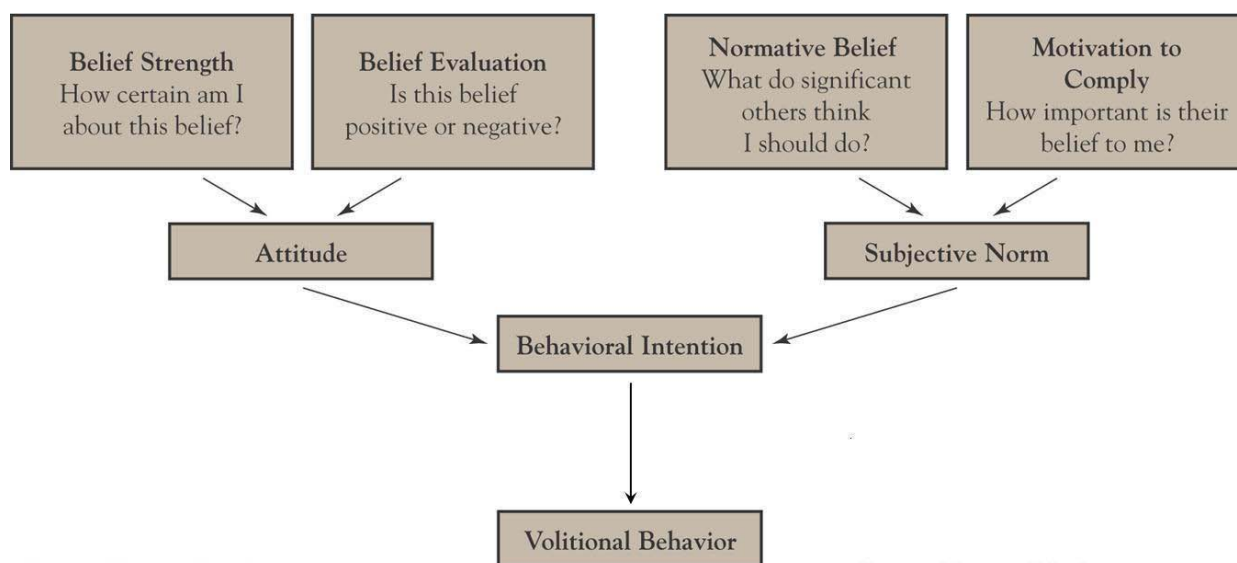 Belief Strength
How certain am I
about this belief?
Belief Evaluation
Is this belief
positive or negative?
Normative Belief
What do significant
others think
I should do?
Motivation to
Comply
How important is their
belief to me?
Attitude
Subjective Norm
Behavioral Intention
Volitional Behavior